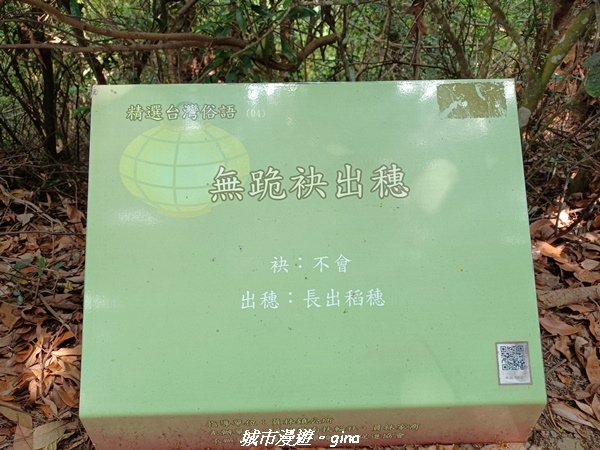 精選台灣俗語(04)
無跪袂出穗
袂：不會
出穗：長出稻穗
城市漫遊。gina